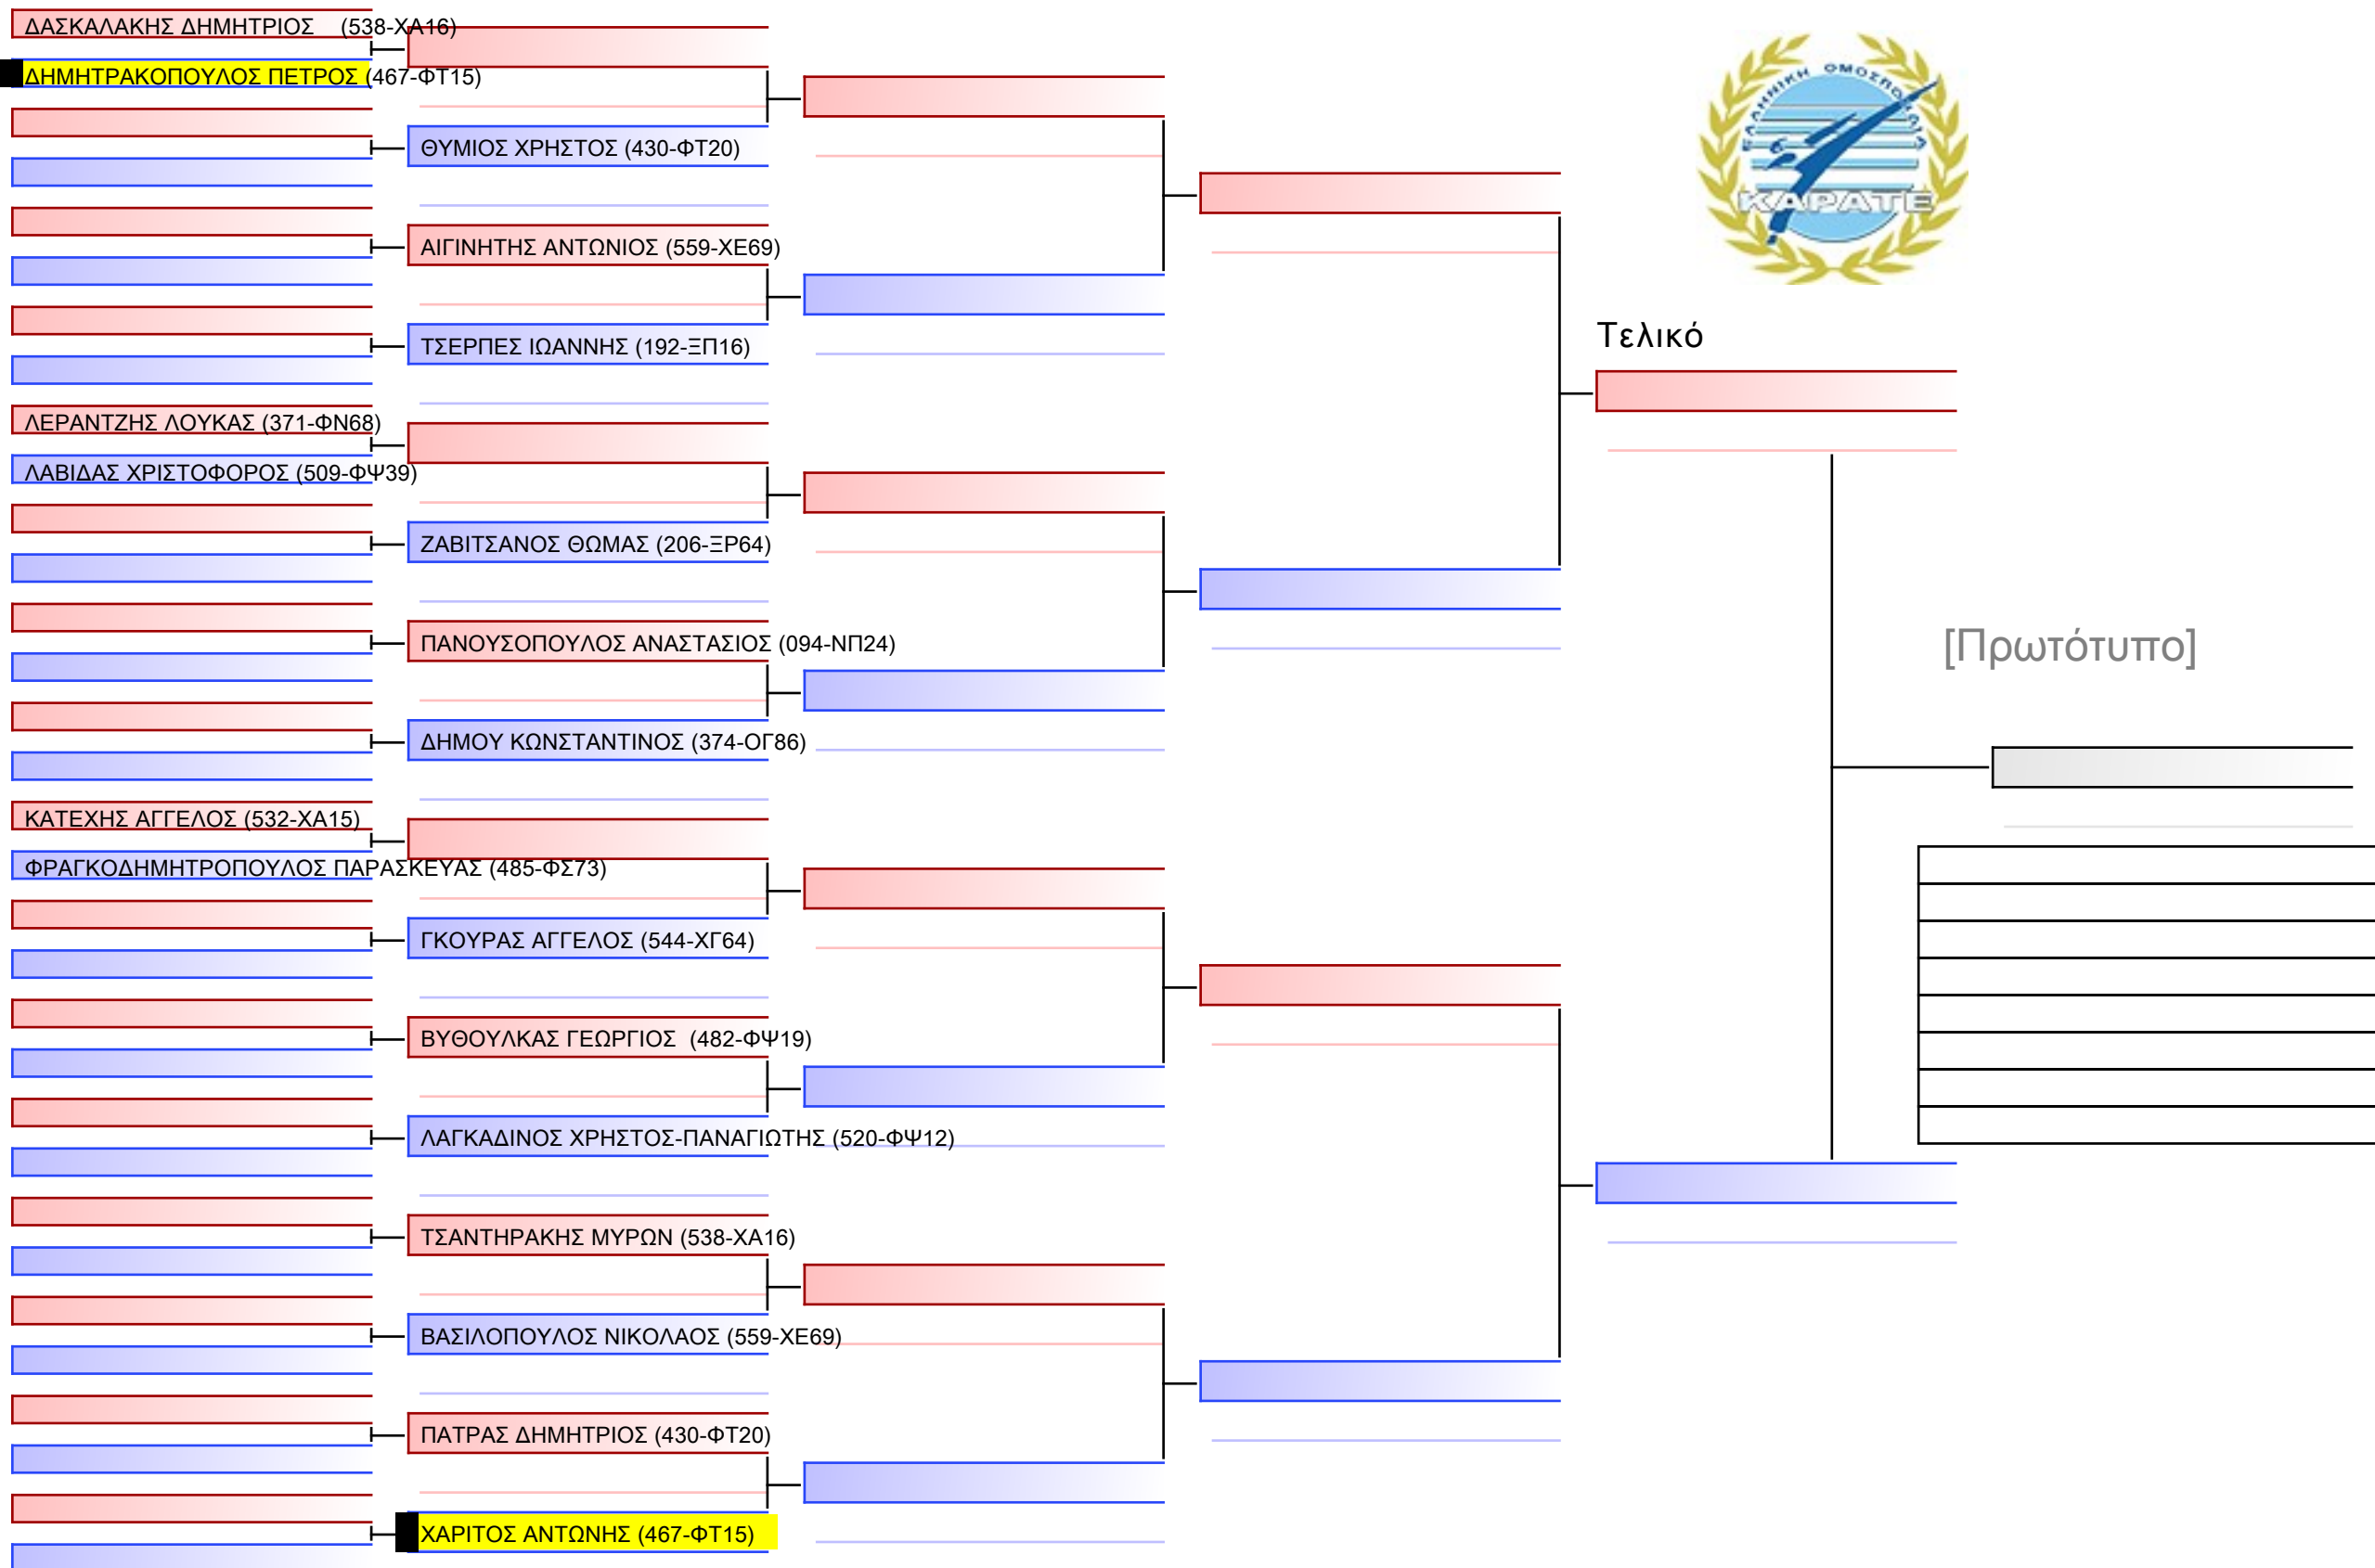 ΔΑΣΚΑΛΑΚΗΣ ΔΗΜΗΤΡΙΟΣ (538-ΧΑ16)
ΔΗΜΗΤΡΑΚΟΠΟΥΛΟΣ ΠΕΤΡΟΣ (467-ΦΤ15)
ΘΥΜΙΟΣ ΧΡΗΣΤΟΣ (430-ΦΤ20)
ΑΙΓΙΝΗΤΗΣ ΑΝΤΩΝΙΟΣ (559-ΧΕ69)
ΤΣΕΡΠΕΣ ΙΩΑΝΝΗΣ (192-ΞΠ16)
ΛΕΡΑΝΤΖΗΣ ΛΟΥΚΑΣ (371-ΦΝ68)
ΛΑΒΙΔΑΣ ΧΡΙΣΤΟΦΟΡΟΣ (509-ΦΨ39)
ΖΑΒΙΤΣΑΝΟΣ ΘΩΜΑΣ (206-ΞΡ64)
ΠΑΝΟΥΣΟΠΟΥΛΟΣ ΑΝΑΣΤΑΣΙΟΣ (094-ΝΠ24)
ΔΗΜΟΥ ΚΩΝΣΤΑΝΤΙΝΟΣ (374-ΟΓ86)
ΚΑΤΕΧΗΣ ΑΓΓΕΛΟΣ (532-ΧΑ15)
ΦΡΑΓΚΟΔΗΜΗΤΡΟΠΟΥΛΟΣ ΠΑΡΑΣΚΕΥΑΣ (485-ΦΣ73)
ΓΚΟΥΡΑΣ ΑΓΓΕΛΟΣ (544-ΧΓ64)
ΒΥΘΟΥΛΚΑΣ ΓΕΩΡΓΙΟΣ (482-ΦΨ19)
ΛΑΓΚΑΔΙΝΟΣ ΧΡΗΣΤΟΣ-ΠΑΝΑΓΙΩΤΗΣ (520-ΦΨ12)
ΤΣΑΝΤΗΡΑΚΗΣ ΜΥΡΩΝ (538-ΧΑ16)
ΒΑΣΙΛΟΠΟΥΛΟΣ ΝΙΚΟΛΑΟΣ (559-ΧΕ69)
ΠΑΤΡΑΣ ΔΗΜΗΤΡΙΟΣ (430-ΦΤ20)
ΧΑΡΙΤΟΣ ΑΝΤΩΝΗΣ (467-ΦΤ15)
ΕΛΛΗΝΙΚΗ ΟΜΟΣΠΟΝΔΙΑ
ΚΑΡΑΤΕ
Τελικό
[Πρωτότυπο]